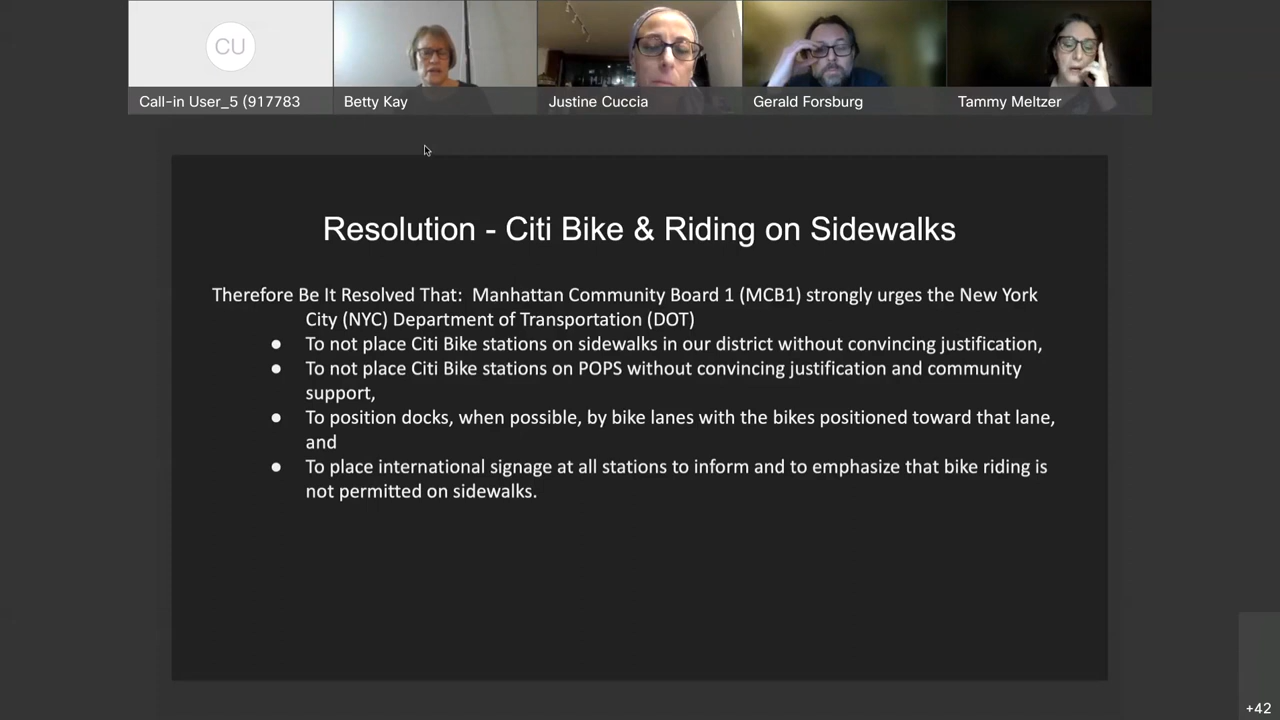 CU
Call-in User_5 (917783
Betty Kay
Justine Cuccia
Gerald Forsburg
Tammy Meltzer
Resolution - Citi Bike & Riding on Sidewalks
Therefore Be It Resolved That: Manhattan Community Board 1 (MCB1) strongly urges the New York
City (NYC) Department of Transportation (DOT)
● To not place Citi Bike stations on sidewalks in our district without convincing justification,
● To not place Citi Bike stations on POPS without convincing justification and community
support,
● To position docks, when possible, by bike lanes with the bikes positioned toward that lane,
and
● To place international signage at all stations to inform and to emphasize that bike riding is
not permitted on sidewalks.
+42